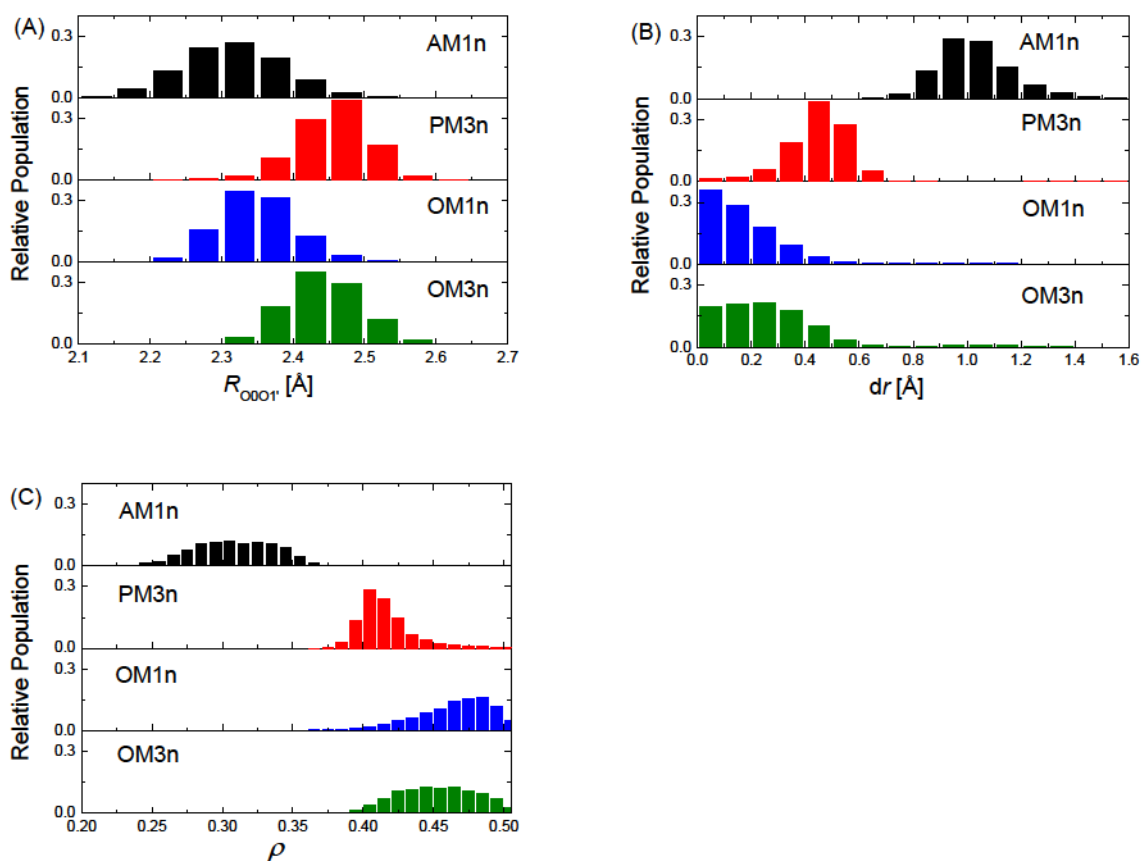 (A)
Relative Population
0.3
AM1n
0.0
0.3
PM3n
0.0
0.3
OM1n
0.0
0.3
OM3n
0.0
2.1 2.2 2.3 2.4 2.5 2.6 2.7
R_{O0O1'} [Å]
(B)
Relative Population
0.3
AM1n
0.0
0.3
PM3n
0.0
0.3
OM1n
0.0
0.3
OM3n
0.0
0.0 0.2 0.4 0.6 0.8 1.0 1.2 1.4 1.6
dr [Å]
(C)
Relative Population
0.3
AM1n
0.0
0.3
PM3n
0.0
0.3
OM1n
0.0
0.3
OM3n
0.0
0.20 0.25 0.30 0.35 0.40 0.45 0.50
ρ